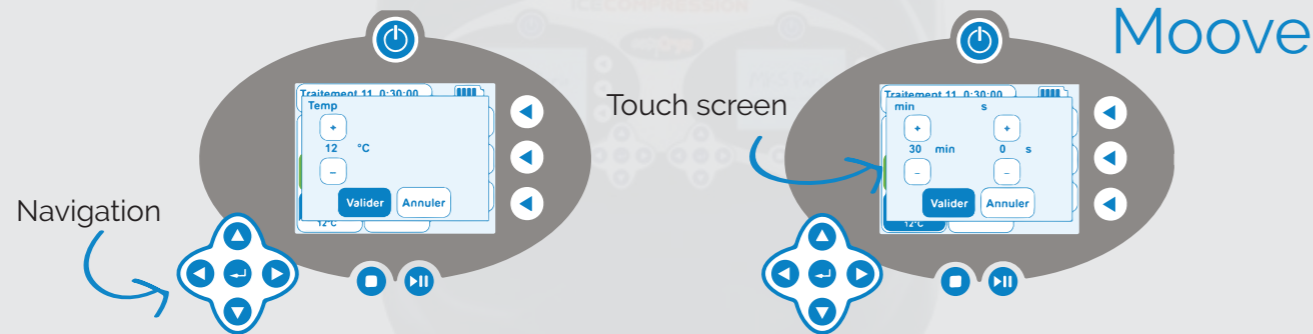 ICECOMPRESSION
Moove
Navigation
Traitement 11 0:30:00
Temp
+
12 °C
−
Valider Annuler
12°C
Touch screen
Traitement 11 0:30:00
min s
+ +
30 min 0 s
− −
Valider Annuler
12°C